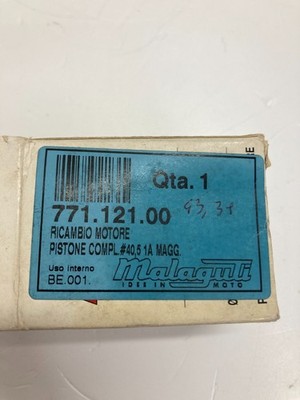 Qta. 1
771.121.00
93,31
RICAMBIO MOTORE
PISTONE COMPL.#40,5 1A MAGG.
Uso interno
BE.001.
Malaguti
IDEE IN MOTO